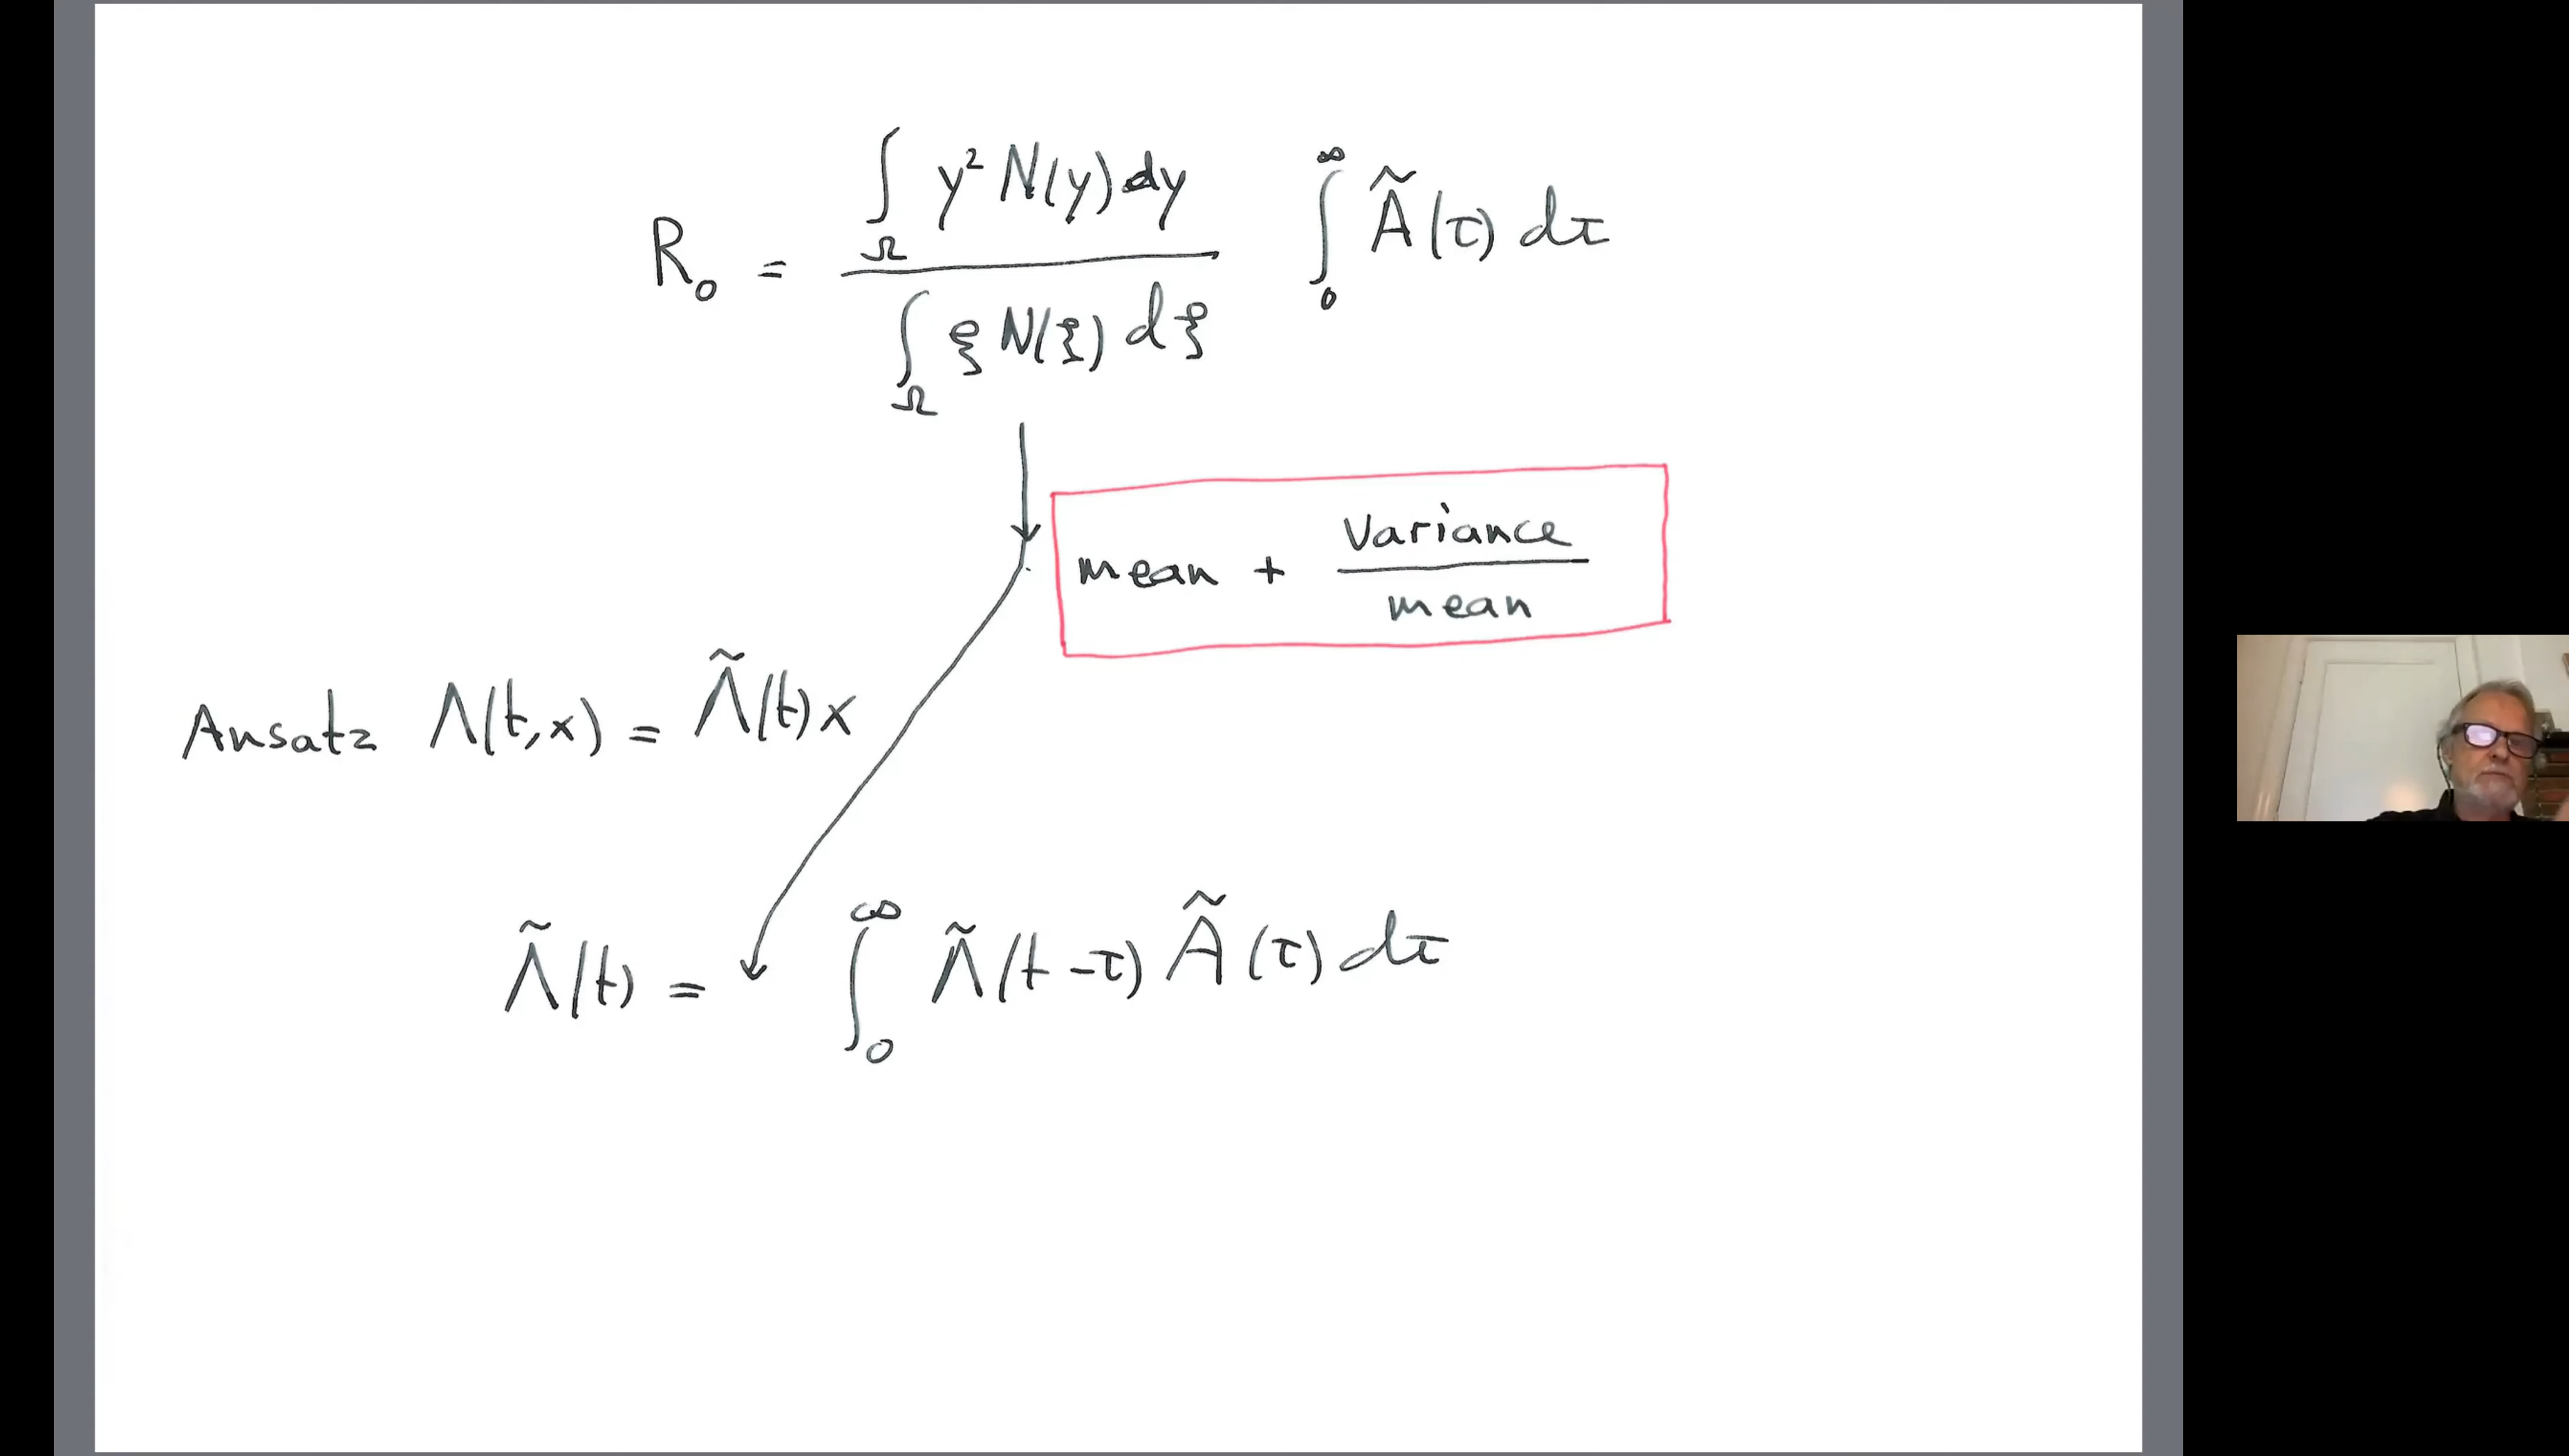 R₀ = ∫_Ω y² N(y) dy / ∫_Ω ξ N(ξ) dξ ∫₀^∞ Ã(τ) dτ
mean + variance / mean
Ansatz Λ(t,x) = Λ̃(t) x
Λ̃(t) = ∫₀^∞ Λ̃(t-τ) Ã(τ) dτ